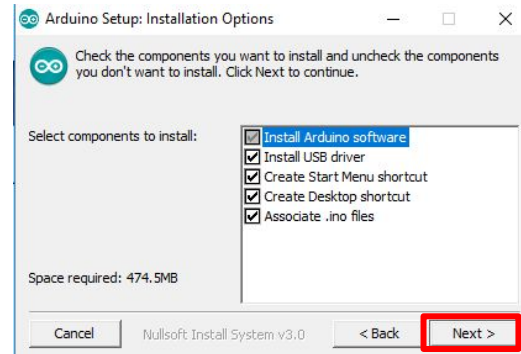 Arduino Setup: Installation Options
Check the components you want to install and uncheck the components
you don't want to install. Click Next to continue.
Select components to install:
Install Arduino software
Install USB driver
Create Start Menu shortcut
Create Desktop shortcut
Associate .ino files
Space required: 474.5MB
Cancel
Nullsoft Install System v3.0
< Back
Next >